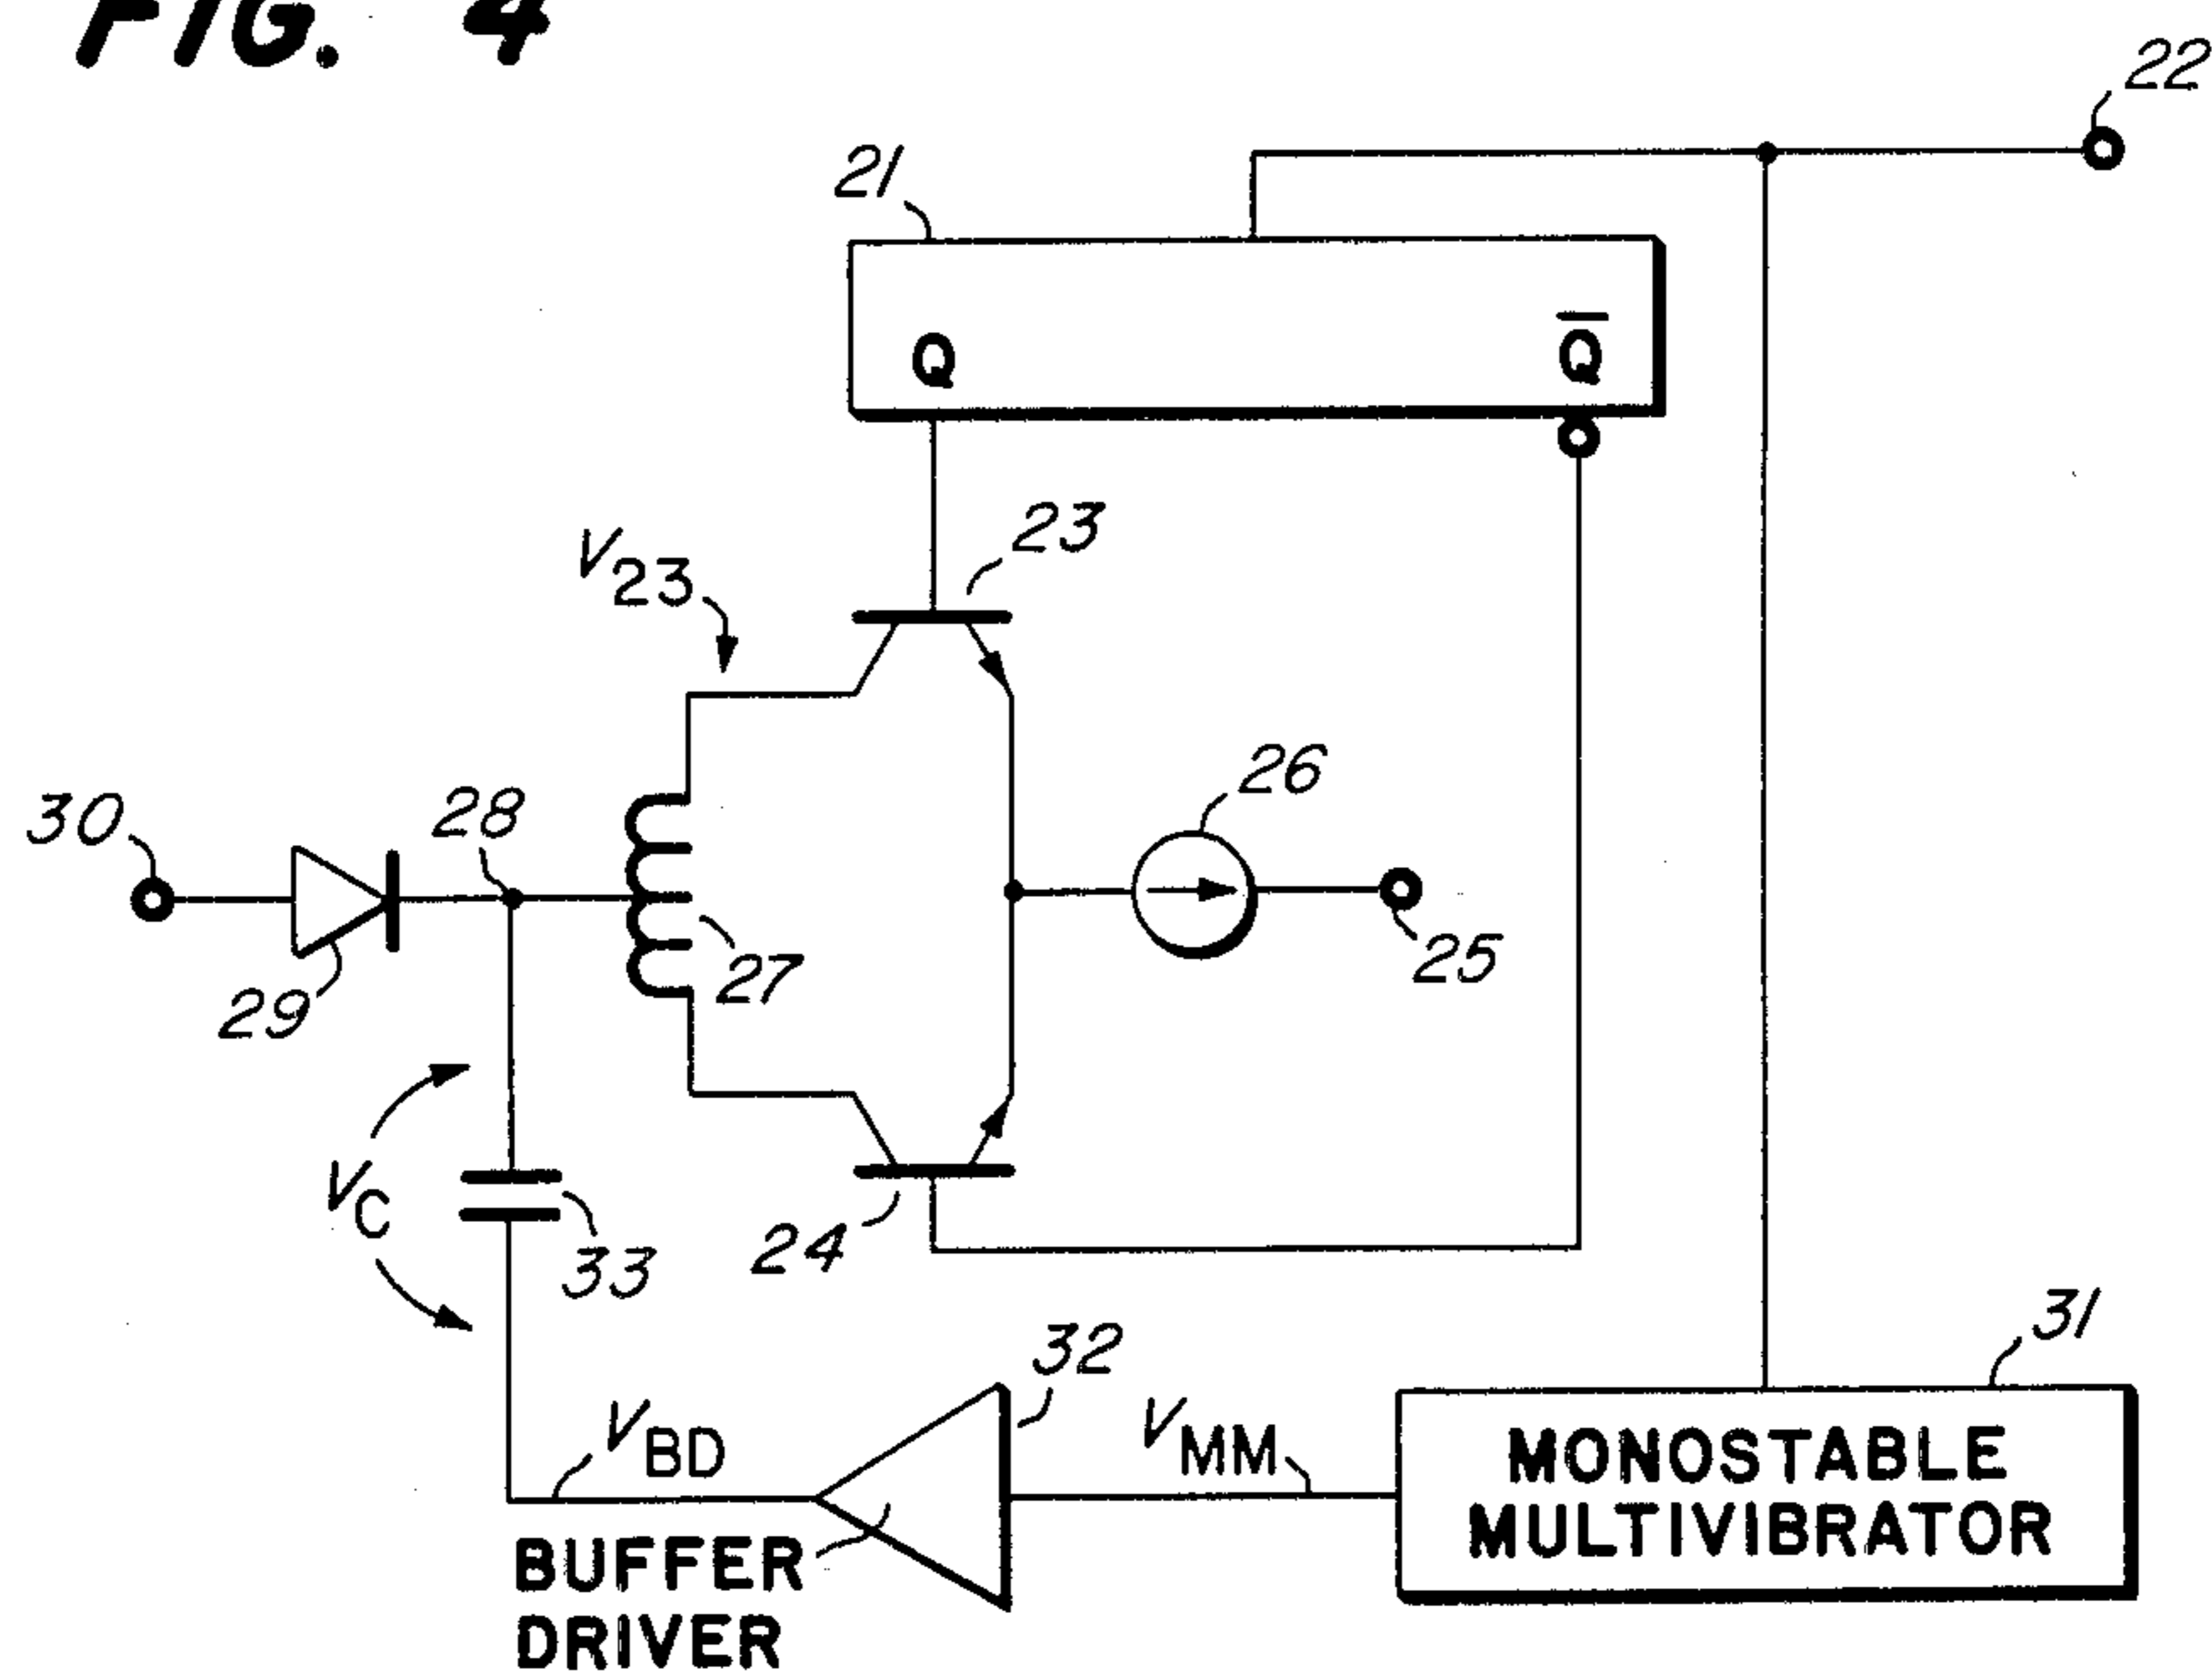 FIG. 4
22
21
Q
Q̅
23
V23
26
28
30
25
27
29
VC
24
33
31
32
VBD
VMM
MONOSTABLE
MULTIVIBRATOR
BUFFER
DRIVER